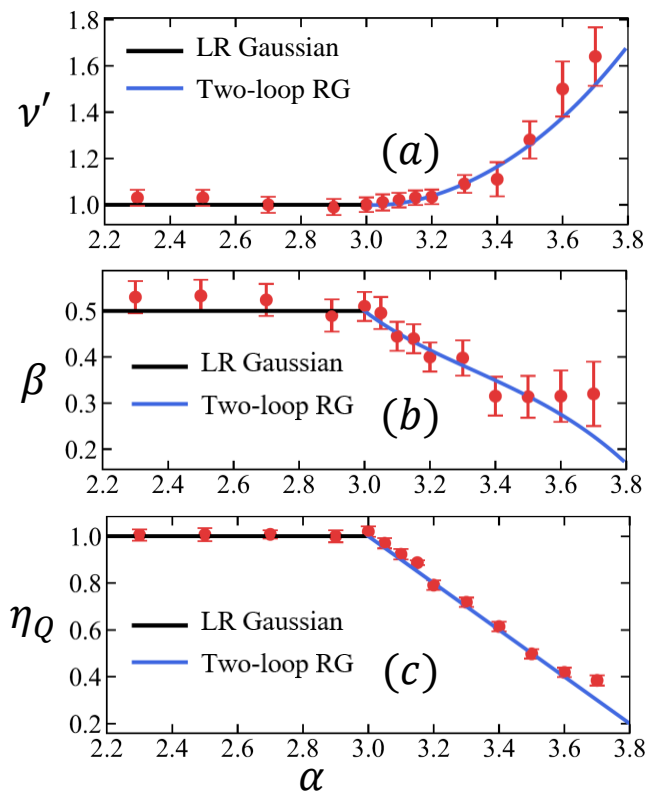 1.8
1.6
1.4
1.2
1.0
ν′
LR Gaussian
Two-loop RG
(a)
2.2 2.4 2.6 2.8 3.0 3.2 3.4 3.6 3.8
0.5
0.4
0.3
0.2
β
LR Gaussian
Two-loop RG
(b)
2.2 2.4 2.6 2.8 3.0 3.2 3.4 3.6 3.8
1.0
0.8
0.6
0.4
0.2
η_Q
LR Gaussian
Two-loop RG
(c)
2.2 2.4 2.6 2.8 3.0 3.2 3.4 3.6 3.8
α